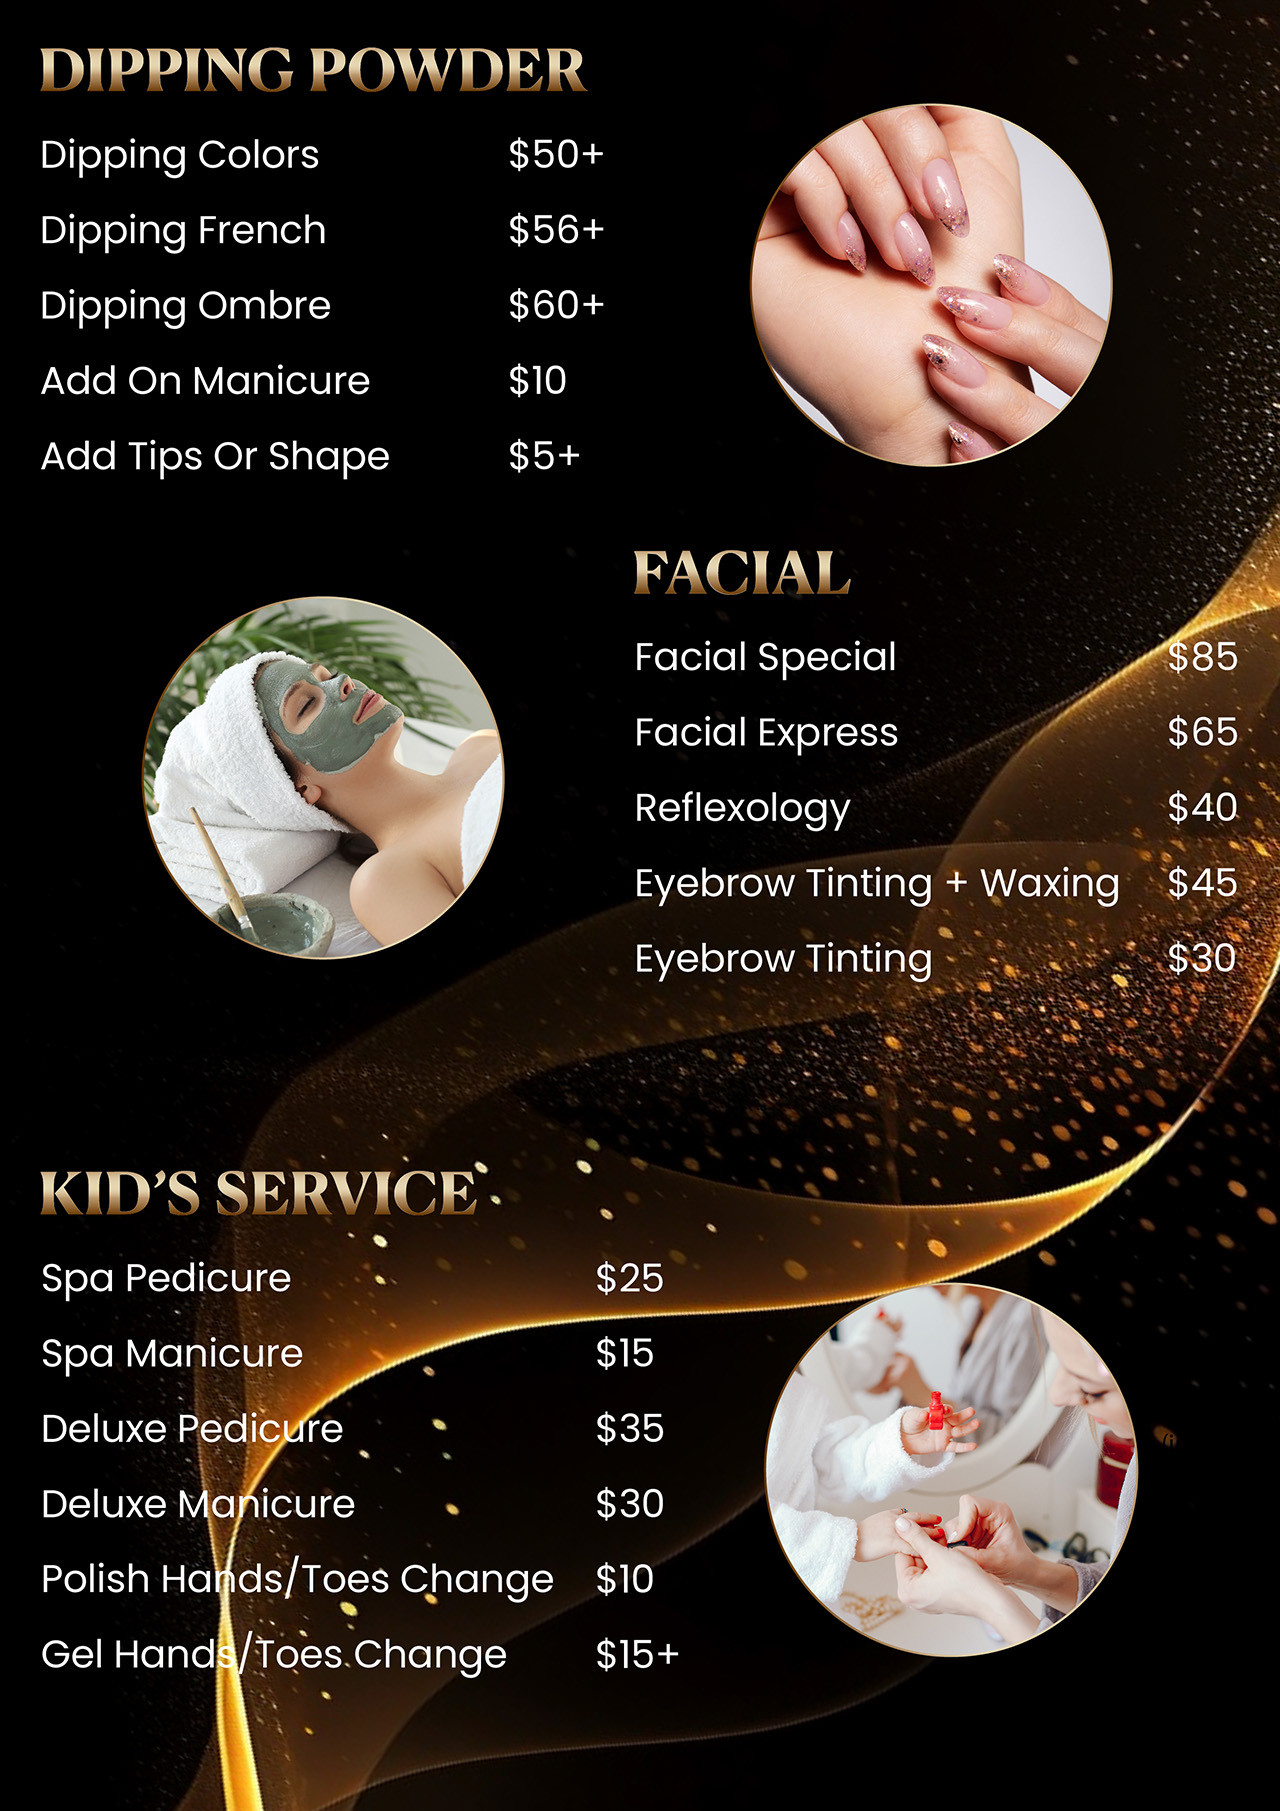 DIPPING POWDER
Dipping Colors $50+
Dipping French $56+
Dipping Ombre $60+
Add On Manicure $10
Add Tips Or Shape $5+
FACIAL
Facial Special $85
Facial Express $65
Reflexology $40
Eyebrow Tinting + Waxing $45
Eyebrow Tinting $30
KID’S SERVICE
Spa Pedicure $25
Spa Manicure $15
Deluxe Pedicure $35
Deluxe Manicure $30
Polish Hands/Toes Change $10
Gel Hands/Toes Change $15+